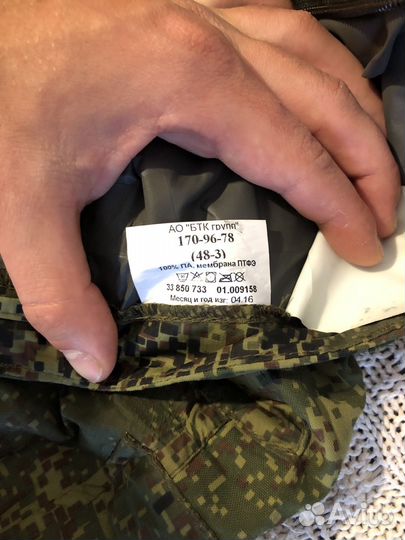 АО "БТК групп"
170-96-78
(48-3)
100% ПА, мембрана ПТФЭ
33 850 733 01.009158
Месяц и год изг: 04.16
Avito